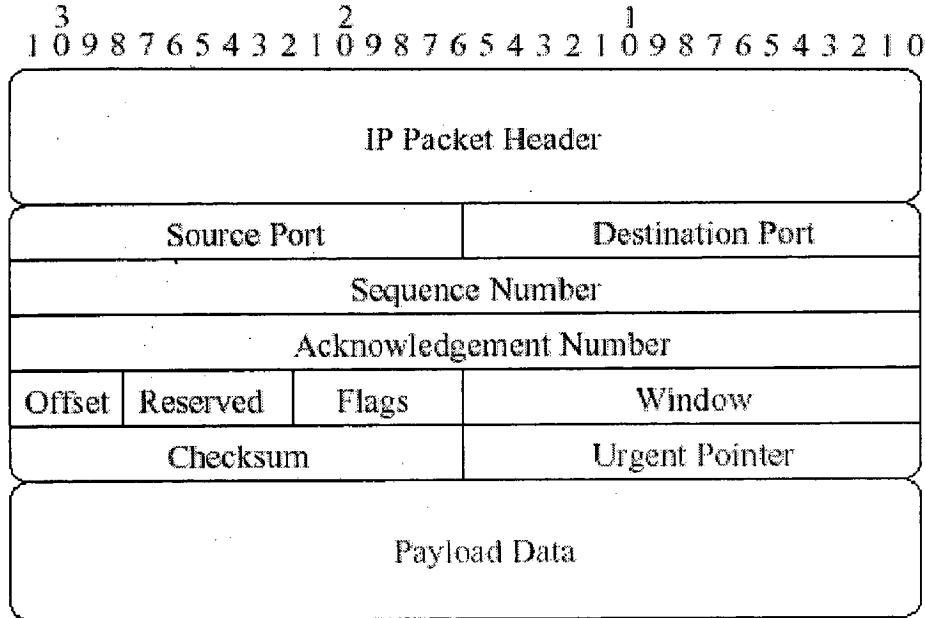 3 2 1
1 0 9 8 7 6 5 4 3 2 1 0 9 8 7 6 5 4 3 2 1 0 9 8 7 6 5 4 3 2 1 0
IP Packet Header
Source Port Destination Port
Sequence Number
Acknowledgement Number
Offset Reserved Flags Window
Checksum Urgent Pointer
Payload Data